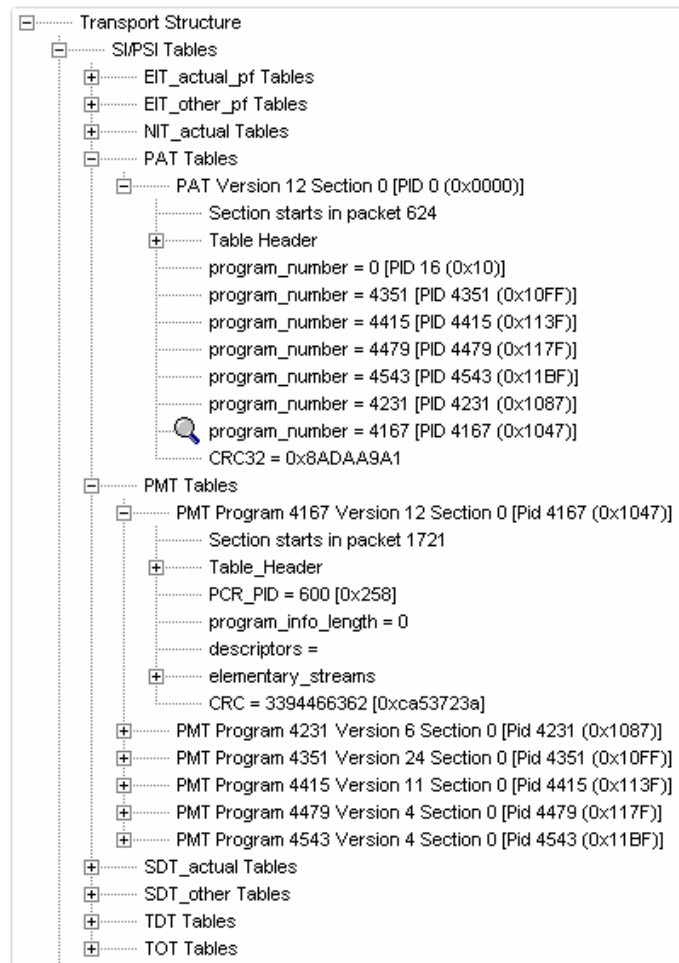 Transport Structure
SI/PSI Tables
EIT_actual_pf Tables
EIT_other_pf Tables
NIT_actual Tables
PAT Tables
PAT Version 12 Section 0 [PID 0 (0x0000)]
Section starts in packet 624
Table Header
program_number = 0 [PID 16 (0x10)]
program_number = 4351 [PID 4351 (0x10FF)]
program_number = 4415 [PID 4415 (0x113F)]
program_number = 4479 [PID 4479 (0x117F)]
program_number = 4543 [PID 4543 (0x11BF)]
program_number = 4231 [PID 4231 (0x1087)]
program_number = 4167 [PID 4167 (0x1047)]
CRC32 = 0x8ADAA9A1
PMT Tables
PMT Program 4167 Version 12 Section 0 [Pid 4167 (0x1047)]
Section starts in packet 1721
Table_Header
PCR_PID = 600 [0x258]
program_info_length = 0
descriptors =
elementary_streams
CRC = 3394466362 [0xca53723a]
PMT Program 4231 Version 6 Section 0 [Pid 4231 (0x1087)]
PMT Program 4351 Version 24 Section 0 [Pid 4351 (0x10FF)]
PMT Program 4415 Version 11 Section 0 [Pid 4415 (0x113F)]
PMT Program 4479 Version 4 Section 0 [Pid 4479 (0x117F)]
PMT Program 4543 Version 4 Section 0 [Pid 4543 (0x11BF)]
SDT_actual Tables
SDT_other Tables
TDT Tables
TOT Tables